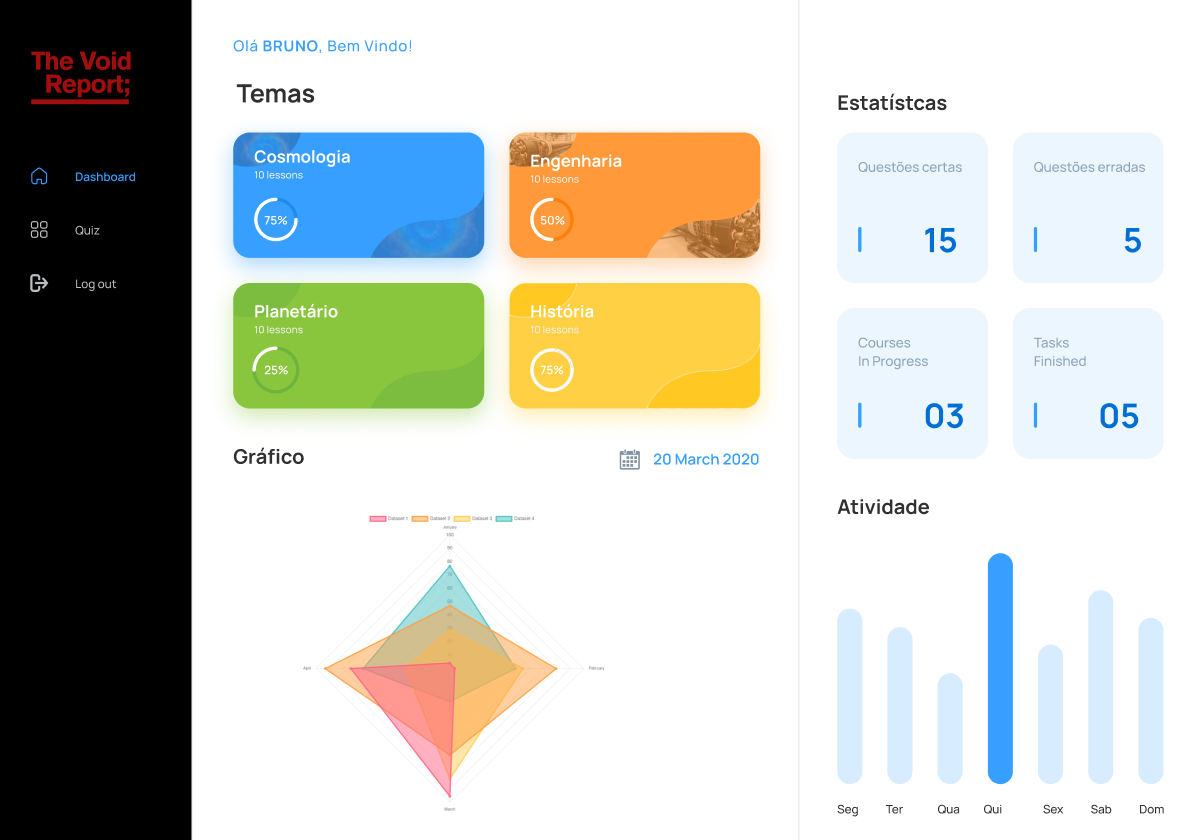 The Void
Report;
Dashboard
Quiz
Log out
Olá BRUNO, Bem Vindo!
Temas
Cosmologia
10 lessons
75%
Engenharia
10 lessons
50%
Planetário
10 lessons
25%
História
10 lessons
75%
Gráfico
20 March 2020
Dataset 1 Dataset 2 Dataset 3 Dataset 4
January
100
90
80
April
February
March
Estatístcas
Questões certas
15
Questões erradas
5
Courses
In Progress
03
Tasks
Finished
05
Atividade
Seg Ter Qua Qui Sex Sab Dom